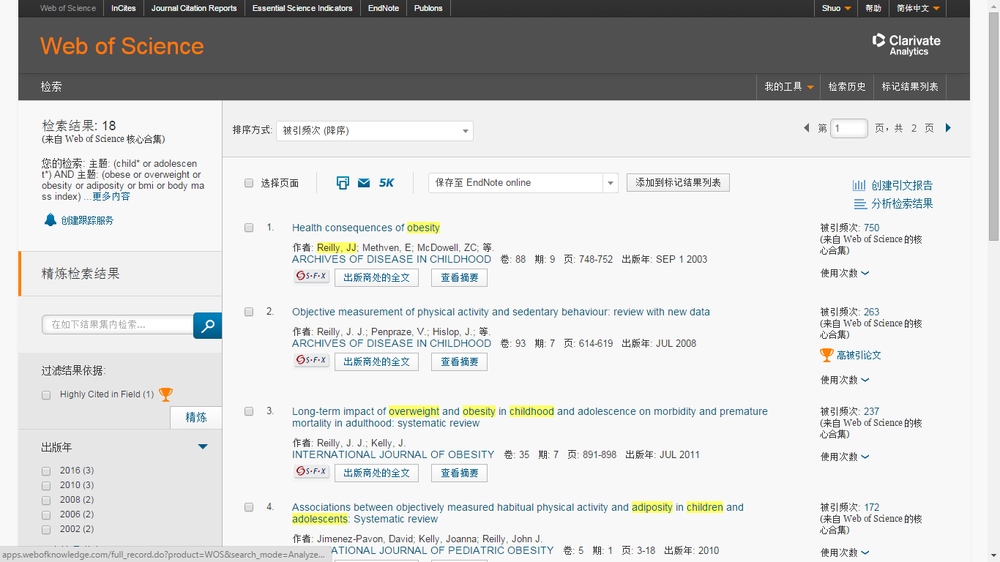 Web of Science InCites Journal Citation Reports Essential Science Indicators EndNote Publons Shuo 帮助 简体中文
Web of Science
Clarivate
Analytics
检索 我的工具 检索历史 标记结果列表
检索结果: 18
(来自 Web of Science 核心合集)
您的检索: 主题: (child* or adolescen
t*) AND 主题: (obese or overweight or
obesity or adiposity or bmi or body ma
ss index) ...更多内容
创建跟踪服务
精炼检索结果
在如下结果集内检索...
过滤结果依据:
Highly Cited in Field (1)
精炼
出版年
2016 (3)
2010 (3)
2008 (2)
2006 (2)
2002 (2)
排序方式: 被引频次 (降序)
第 1 页，共 2 页
选择页面 5K 保存至 EndNote online 添加到标记结果列表
创建引文报告
分析检索结果
1. Health consequences of obesity
作者: Reilly, JJ; Methven, E; McDowell, ZC; 等.
ARCHIVES OF DISEASE IN CHILDHOOD 卷: 88 期: 9 页: 748-752 出版年: SEP 1 2003
S·F·X 出版商处的全文 查看摘要
被引频次: 750
(来自 Web of Science 的核
心合集)
使用次数
2. Objective measurement of physical activity and sedentary behaviour: review with new data
作者: Reilly, J. J.; Penpraze, V.; Hislop, J.; 等.
ARCHIVES OF DISEASE IN CHILDHOOD 卷: 93 期: 7 页: 614-619 出版年: JUL 2008
S·F·X 出版商处的全文 查看摘要
被引频次: 263
(来自 Web of Science 的核
心合集)
高被引论文
使用次数
3. Long-term impact of overweight and obesity in childhood and adolescence on morbidity and premature
mortality in adulthood: systematic review
作者: Reilly, J. J.; Kelly, J.
INTERNATIONAL JOURNAL OF OBESITY 卷: 35 期: 7 页: 891-898 出版年: JUL 2011
S·F·X 出版商处的全文 查看摘要
被引频次: 237
(来自 Web of Science 的核
心合集)
使用次数
4. Associations between objectively measured habitual physical activity and adiposity in children and
adolescents: Systematic review
作者: Jimenez-Pavon, David; Kelly, Joanna; Reilly, John J.
NATIONAL JOURNAL OF PEDIATRIC OBESITY 卷: 5 期: 1 页: 3-18 出版年: 2010
被引频次: 172
(来自 Web of Science 的核
心合集)
使用次数
apps.webofknowledge.com/full_record.do?product=WOS&search_mode=Analyze...